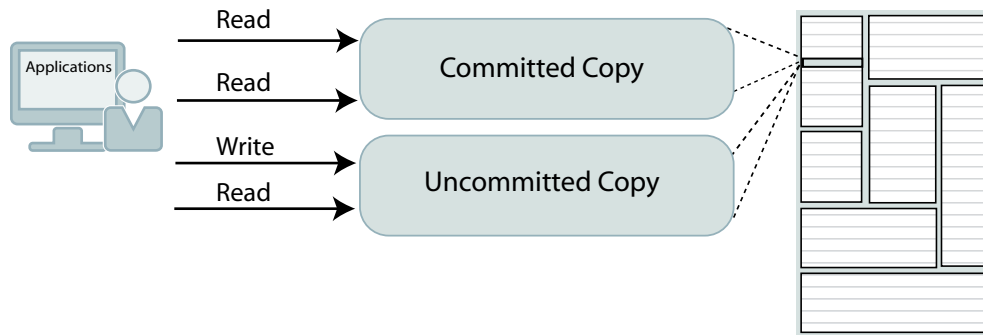 Applications
Read
Read
Write
Read
Committed Copy
Uncommitted Copy